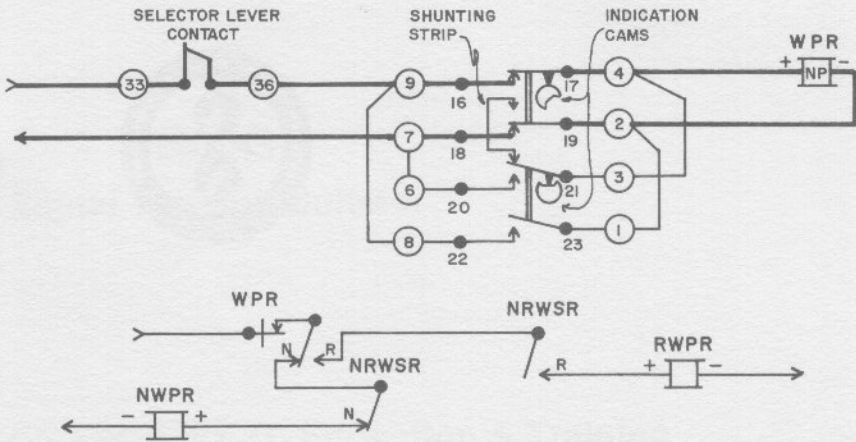 SELECTOR LEVER
CONTACT
SHUNTING
STRIP
INDICATION
CAMS
WPR
33
36
9
16
17
4
+ NP -
7
18
19
2
6
20
21
3
8
22
23
1
WPR
NRWSR
N
R
NRWSR
RWPR
R
+ -
NWPR
- +
N